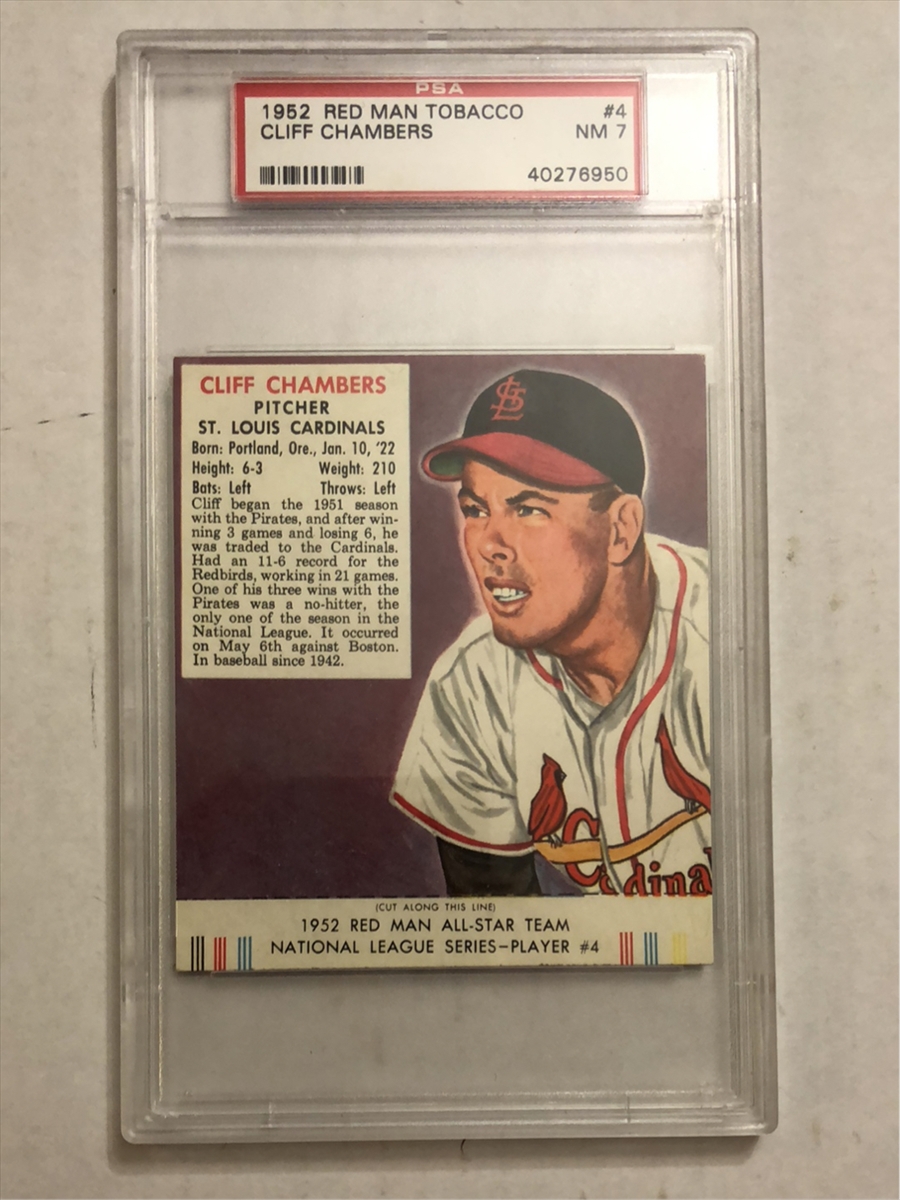 PSA
1952 RED MAN TOBACCO #4
CLIFF CHAMBERS NM 7
40276950
CLIFF CHAMBERS
PITCHER
ST. LOUIS CARDINALS
Born: Portland, Ore., Jan. 10, '22
Height: 6-3 Weight: 210
Bats: Left Throws: Left
Cliff began the 1951 season
with the Pirates, and after win-
ning 3 games and losing 6, he
was traded to the Cardinals.
Had an 11-6 record for the
Redbirds, working in 21 games.
One of his three wins with the
Pirates was a no-hitter, the
only one of the season in the
National League. It occurred
on May 6th against Boston.
In baseball since 1942.
StL
Cardina
(CUT ALONG THIS LINE)
1952 RED MAN ALL-STAR TEAM
NATIONAL LEAGUE SERIES—PLAYER #4